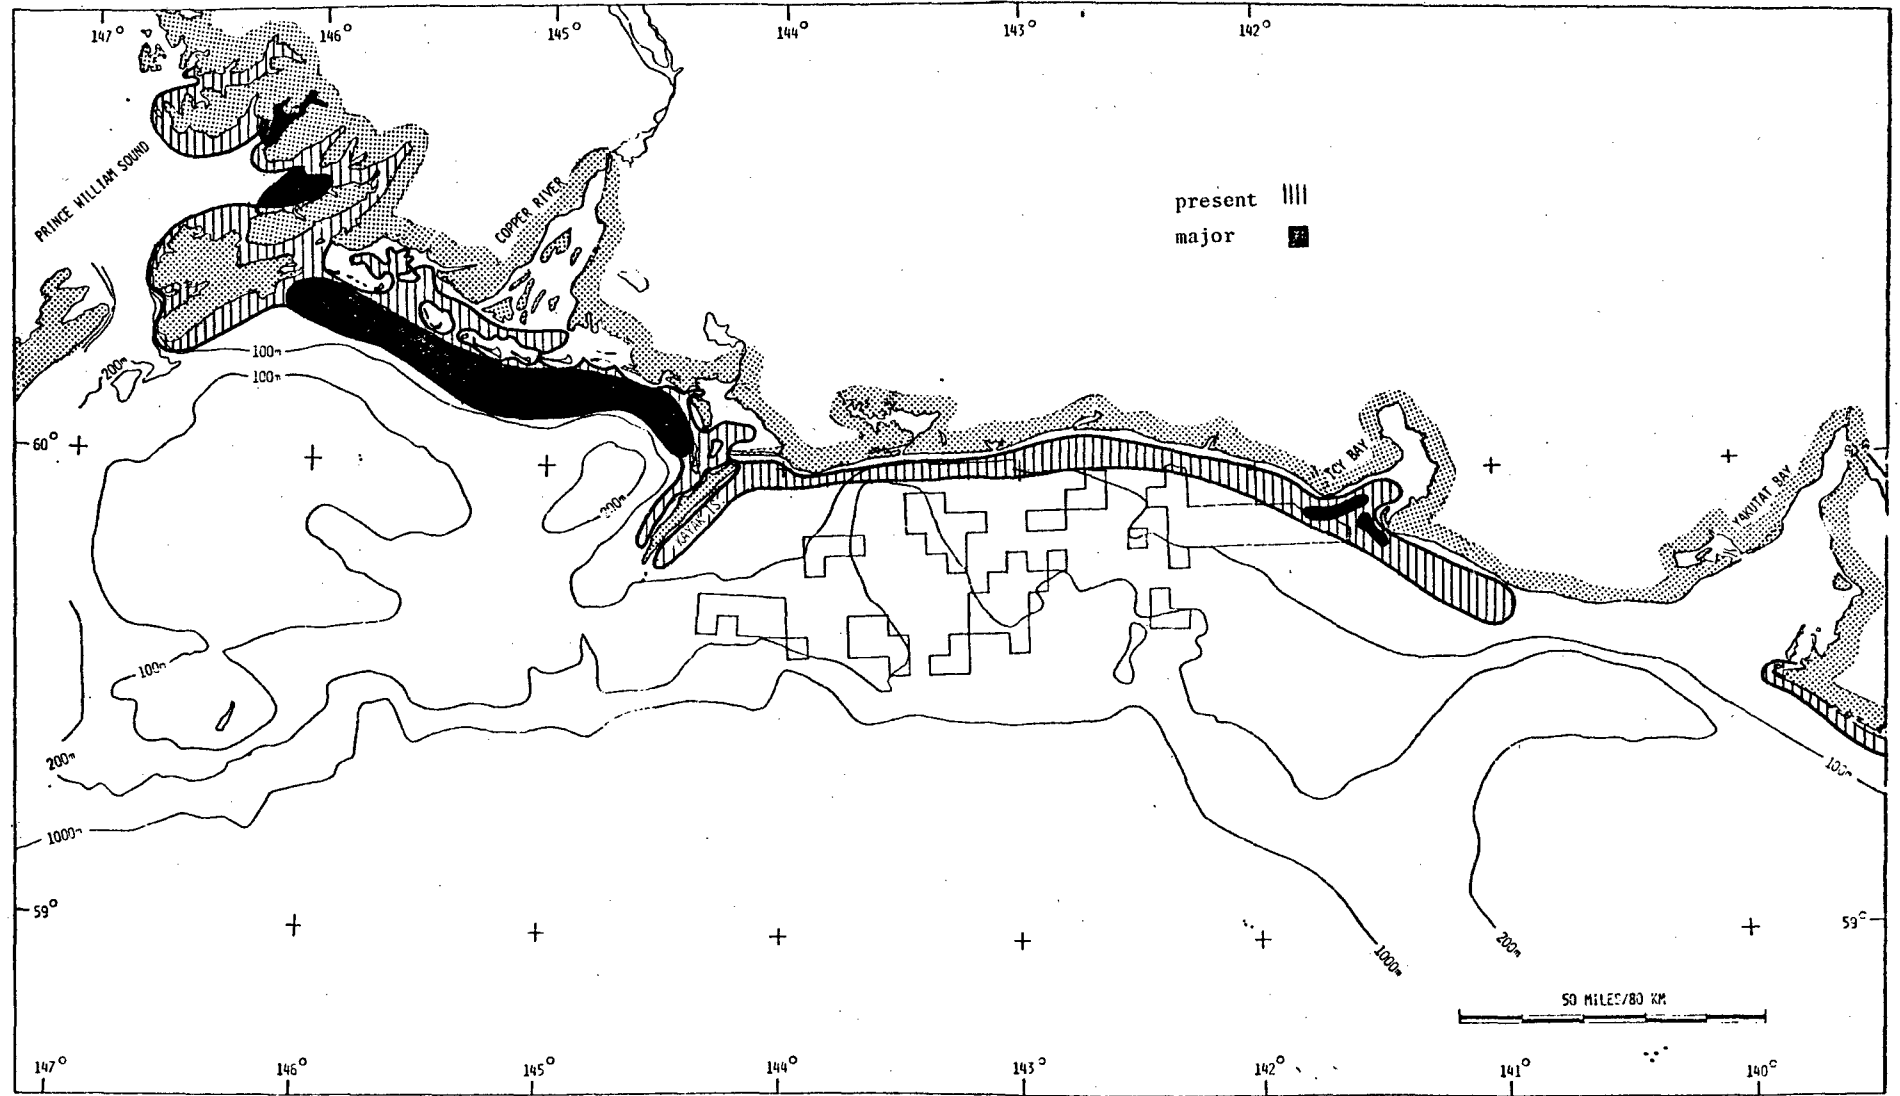 147° 146° 145° 144° 143° 142°
PRINCE WILLIAM SOUND
COPPER RIVER
present
major
200m
100m
100m
60°
200m
KAYAK IS
ICY BAY
YAKUTAT BAY
100m
200m
1000m
100m
59°
59°
1000m
200m
50 MILES/80 KM
147° 146° 145° 144° 143° 142° 141° 140°